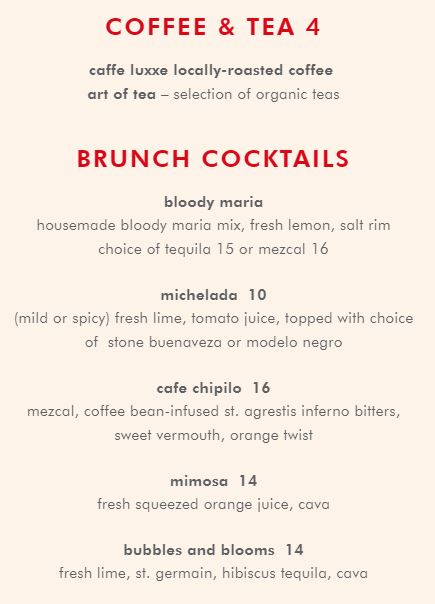 COFFEE & TEA 4
caffe luxxe locally-roasted coffee
art of tea – selection of organic teas
BRUNCH COCKTAILS
bloody maria
housemade bloody maria mix, fresh lemon, salt rim
choice of tequila 15 or mezcal 16
michelada 10
(mild or spicy) fresh lime, tomato juice, topped with choice
of stone buenaveza or modelo negro
cafe chipilo 16
mezcal, coffee bean-infused st. agrestis inferno bitters,
sweet vermouth, orange twist
mimosa 14
fresh squeezed orange juice, cava
bubbles and blooms 14
fresh lime, st. germain, hibiscus tequila, cava